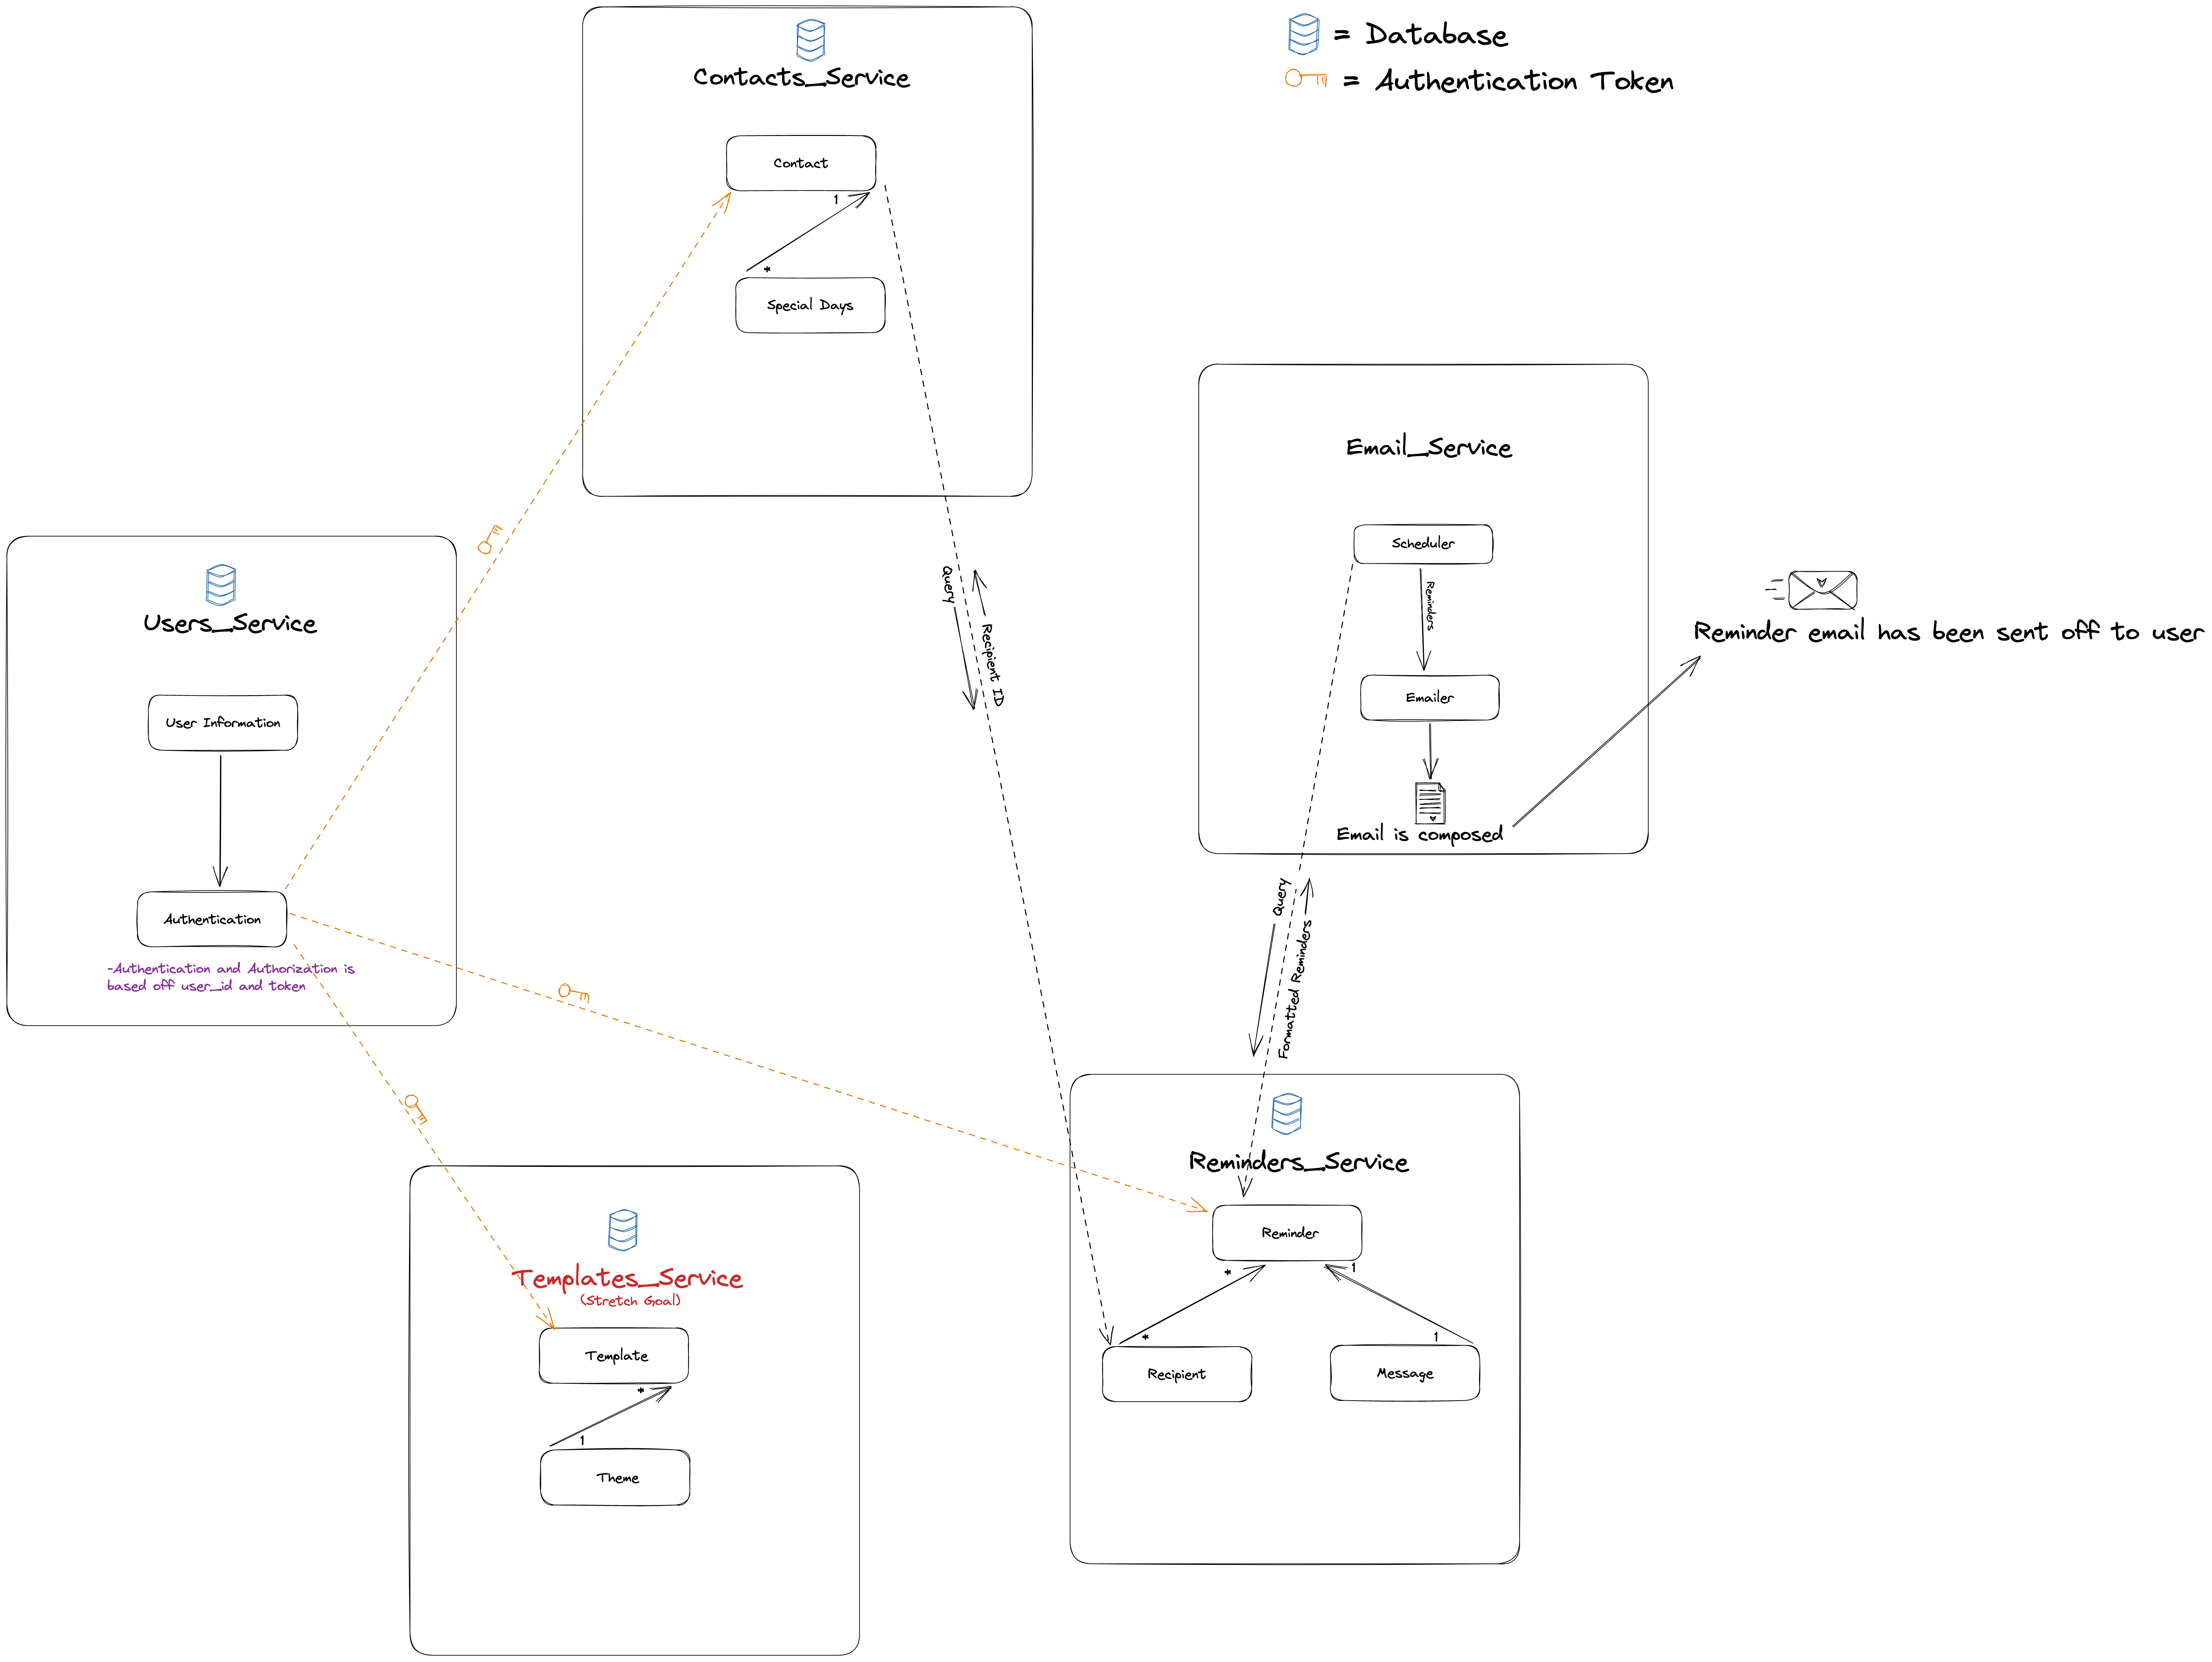 = Database
= Authentication Token
Contacts_Service
Contact
1
*
Special Days
Users_Service
User Information
Authentication
-Authentication and Authorization is
based off user_id and token
Query
Recipient ID
Email_Service
Scheduler
Reminders
Emailer
Email is composed
Reminder email has been sent off to user
Query
Formatted Reminders
Templates_Service
(Stretch Goal)
Template
*
1
Theme
Reminders_Service
Reminder
*
1
*
1
Recipient
Message